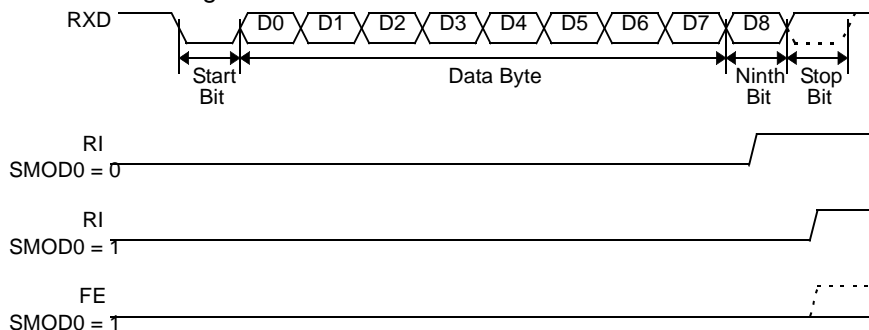 RXD D0 D1 D2 D3 D4 D5 D6 D7 D8
Start Bit
Data Byte
Ninth Bit
Stop Bit
RI
SMOD0 = 0
RI
SMOD0 = 1
FE
SMOD0 = 1